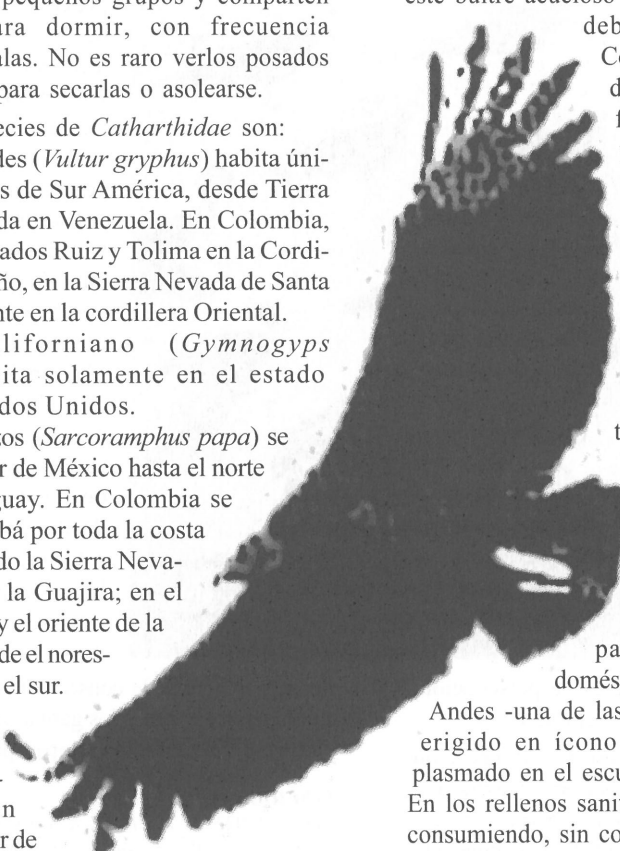 pequeños grupos y comparten
para dormir, con frecuencia
alas. No es raro verlos posados
para secarlas o asolearse.
ecies de Catharthidae son:
des (Vultur gryphus) habita úni-
s de Sur América, desde Tierra
da en Venezuela. En Colombia,
ados Ruiz y Tolima en la Cordi-
ño, en la Sierra Nevada de Santa
nte en la cordillera Oriental.
liforniano (Gymnogyps
ita solamente en el estado
dos Unidos.
os (Sarcoramphus papa) se
r de México hasta el norte
guay. En Colombia se
bá por toda la costa
do la Sierra Neva-
la Guajira; en el
y el oriente de la
de el nores-
el sur.
n
r de
este buitre acucioso
deb
Co
d
f
t
pa
domés
Andes -una de las
erigido en ícono
plasmado en el escu
En los rellenos sanit
consumiendo, sin co